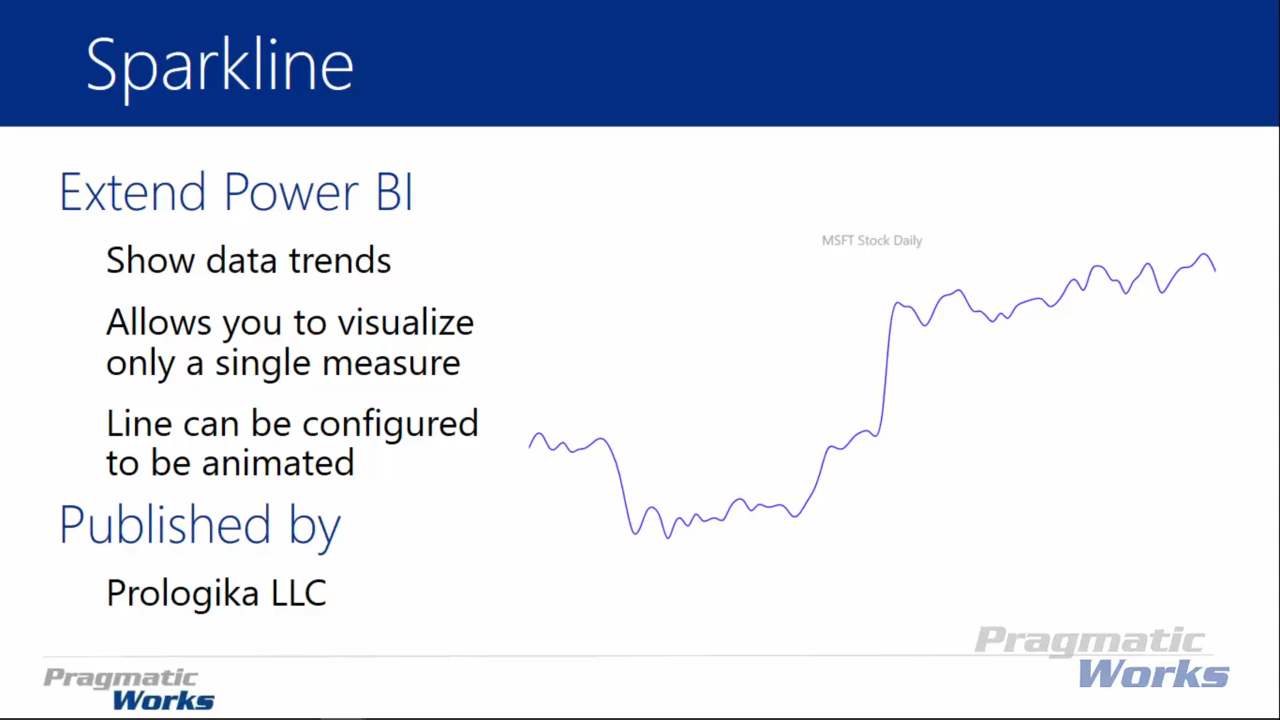 Sparkline
Extend Power BI
Show data trends
Allows you to visualize
only a single measure
Line can be configured
to be animated
Published by
Prologika LLC
MSFT Stock Daily
Pragmatic
Works
Pragmatic
Works